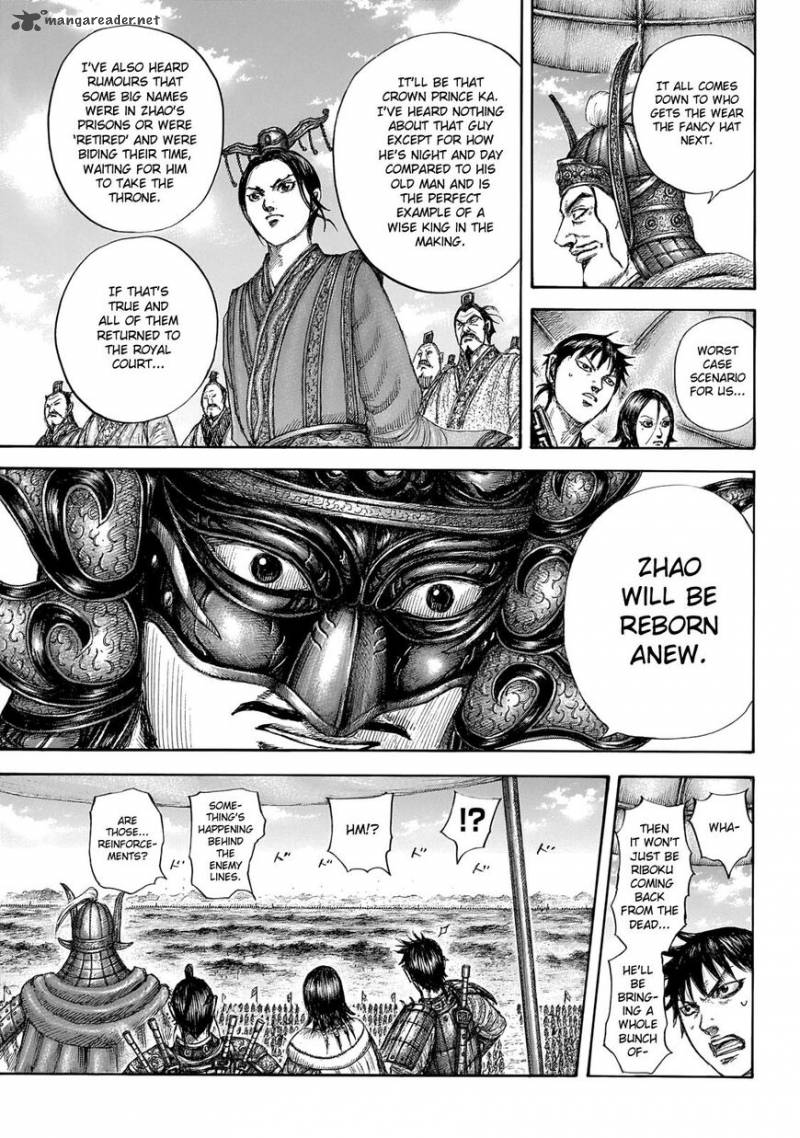 mangareader.net
IT ALL COMES
DOWN TO WHO
GETS THE WEAR
THE FANCY HAT
NEXT.
WORST
CASE
SCENARIO
FOR
US...
IT'LL BE THAT
CROWN PRINCE KA.
I'VE HEARD NOTHING
ABOUT THAT GUY
EXCEPT FOR HOW
HE'S NIGHT AND DAY
COMPARED TO HIS
OLD MAN AND IS
THE PERFECT
EXAMPLE OF A
WISE KING IN THE
MAKING.
I'VE ALSO HEARD
RUMOURS THAT
SOME BIG NAMES
WERE IN ZHAO'S
PRISONS OR WERE
'RETIRED' AND WERE
BIDING THEIR TIME,
WAITING FOR HIM
TO TAKE THE
THRONE.
IF THAT'S
TRUE AND
ALL OF THEM
RETURNED TO
THE ROYAL
COURT...
ZHAO
WILL BE
REBORN
ANEW.
WHA-
THEN
IT WON'T
JUST BE
RIBOKU
COMING
BACK
FROM THE
DEAD...
HE'LL
BE
BRING-
ING A
WHOLE
BUNCH
OF-
!?
HM!?
SOME-
THING'S
HAPPENING
BEHIND
THE
ENEMY
LINES.
ARE
THOSE...
REINFORCE-
MENTS?
ド
ド
ド
ド
ド